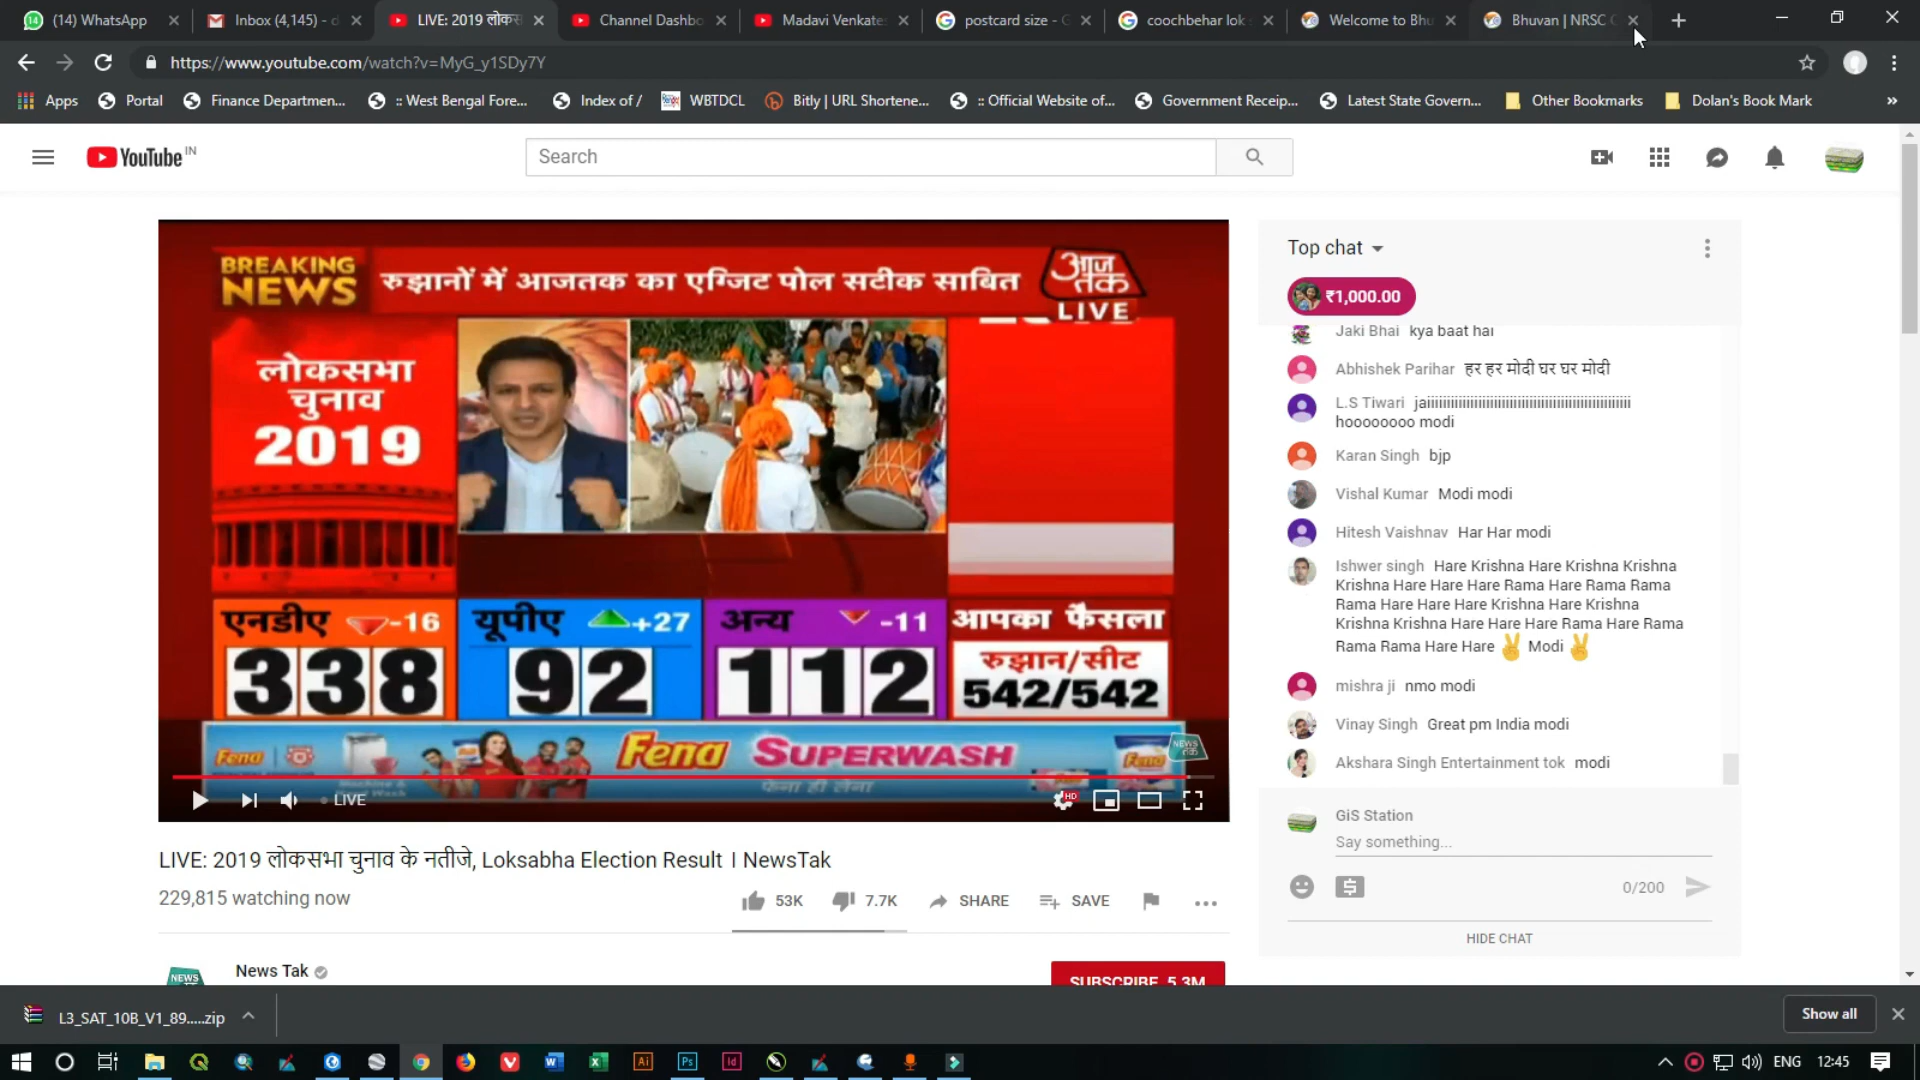 (14) WhatsApp
Inbox (4,145) - d
LIVE: 2019 लोकस
Channel Dashbo
Madavi Venkate
postcard size - G
coochbehar lok
Welcome to Bhu
Bhuvan | NRSC
https://www.youtube.com/watch?v=MyG_y1SDy7Y
Apps
Portal
Finance Departmen...
:: West Bengal Fore...
Index of /
WBTDCL
Bitly | URL Shortene...
:: Official Website of...
Government Receip...
Latest State Govern...
Other Bookmarks
Dolan's Book Mark
YouTube IN
Search
BREAKING NEWS
रुझानों में आजतक का एग्जिट पोल सटीक साबित
आज तक
LIVE
लोकसभा
चुनाव
2019
एनडीए -16
338
यूपीए +27
92
अन्य -11
112
आपका फैसला
रुझान/सीट
542/542
Fena
Fena SUPERWASH
Fena
NEWS तक
फेना ही लेना
LIVE
HD
LIVE: 2019 लोकसभा चुनाव के नतीजे, Loksabha Election Result । NewsTak
229,815 watching now
53K
7.7K
SHARE
SAVE
NEWS
News Tak
SUBSCRIBE 5.3M
Top chat
₹1,000.00
Jaki Bhai kya baat hai
Abhishek Parihar हर हर मोदी घर घर मोदी
L.S Tiwari jaiiiiiiiiiiiiiiiiiiiiiiiiiiiiiiiiiiiiiiiiiiiiiiii
hoooooooo modi
Karan Singh bjp
Vishal Kumar Modi modi
Hitesh Vaishnav Har Har modi
Ishwer singh Hare Krishna Hare Krishna Krishna
Krishna Hare Hare Hare Rama Hare Rama Rama
Rama Hare Hare Hare Krishna Hare Krishna
Krishna Krishna Hare Hare Hare Rama Hare Rama
Rama Rama Hare Hare ✌ Modi ✌
mishra ji nmo modi
Vinay Singh Great pm India modi
Akshara Singh Entertainment tok modi
GiS Station
Say something...
0/200
HIDE CHAT
L3_SAT_10B_V1_89.....zip
Show all
ENG
12:45